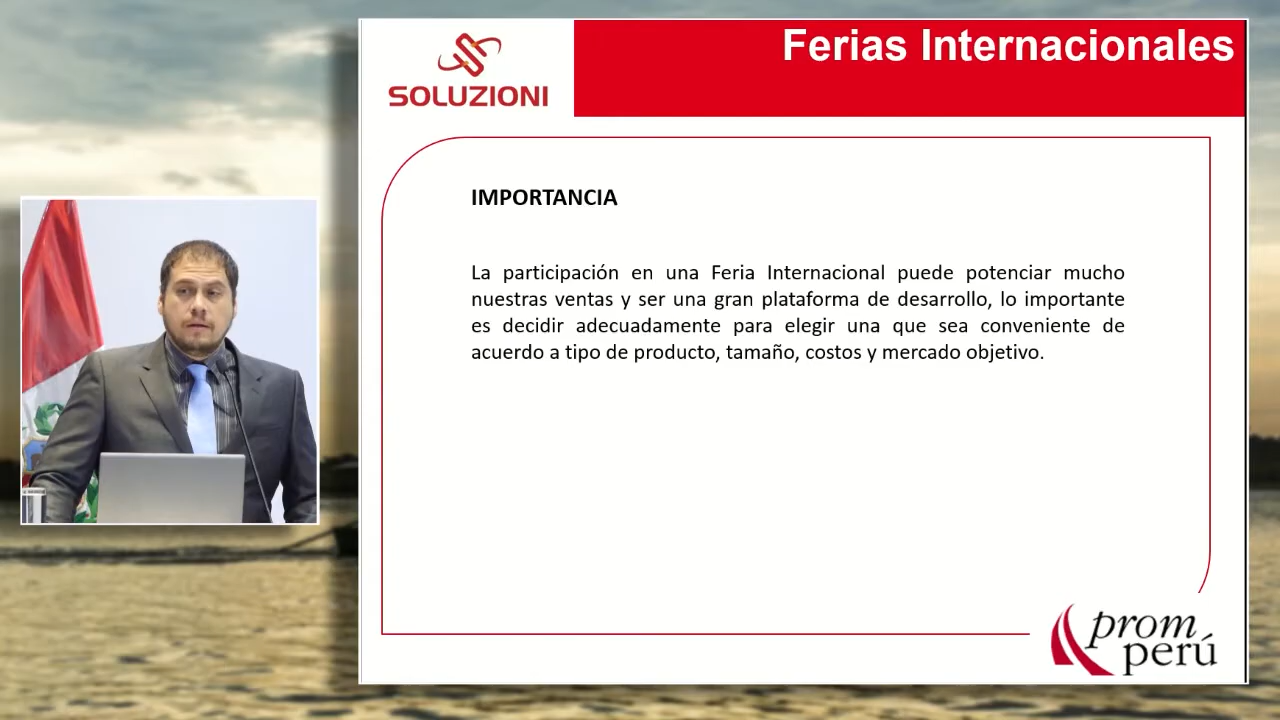 SOLUZIONI
Ferias Internacionales
IMPORTANCIA
La participación en una Feria Internacional puede potenciar mucho
nuestras ventas y ser una gran plataforma de desarrollo, lo importante
es decidir adecuadamente para elegir una que sea conveniente de
acuerdo a tipo de producto, tamaño, costos y mercado objetivo.
prom
perú